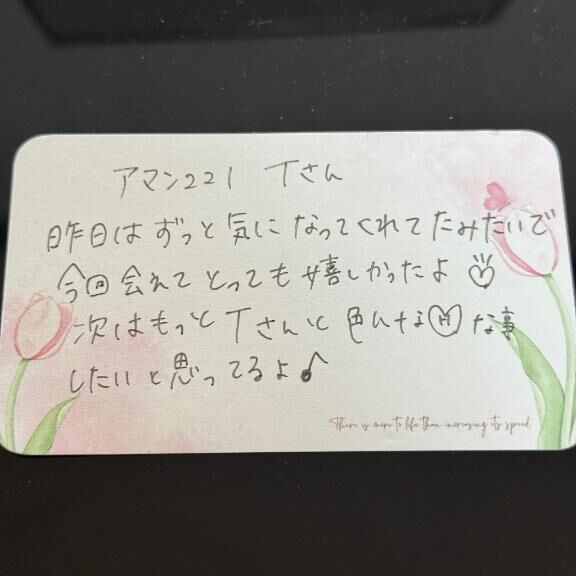 アマン221 Tさん
昨日はずっと気になってくれてたみたいで
今回会れてとっても嬉しかったよ♡
次はもっとTさんと色んな♡Hな事
したいと思ってるよ♪
There is more to life than increasing its speed.